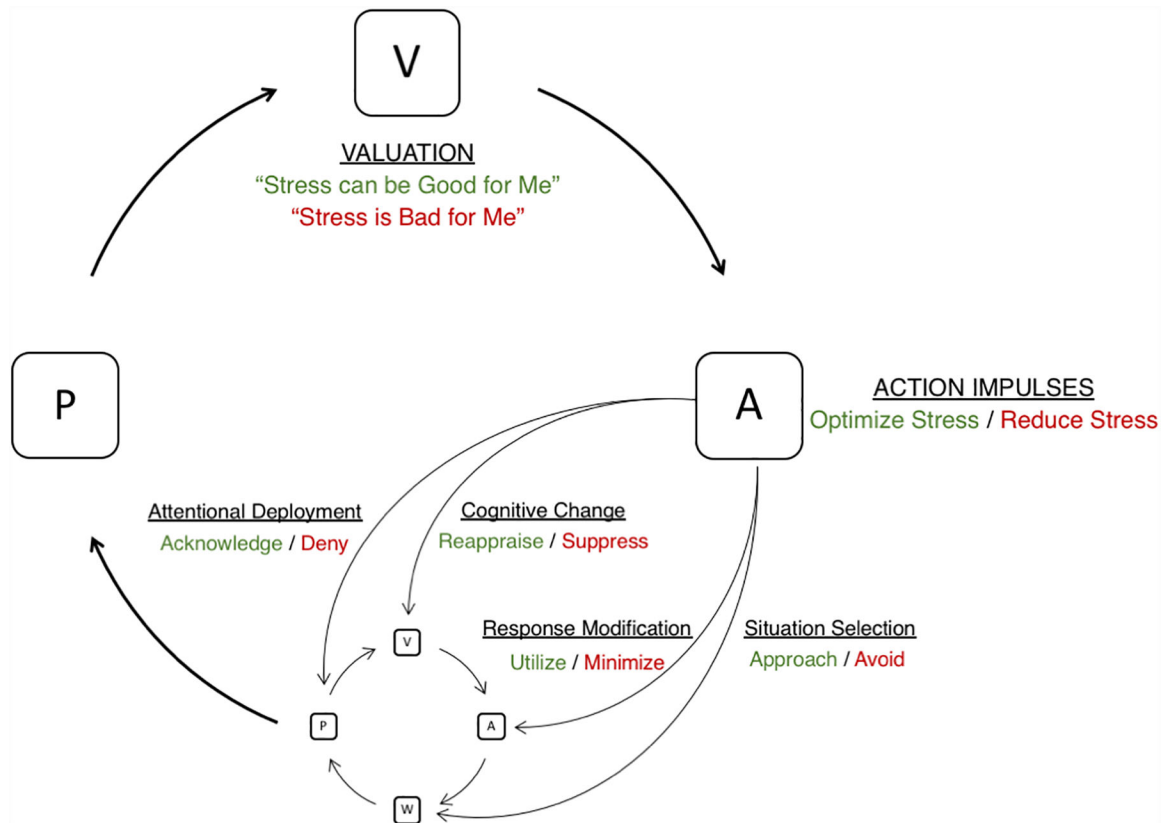 V
VALUATION
“Stress can be Good for Me”
“Stress is Bad for Me”
P
A
ACTION IMPULSES
Optimize Stress / Reduce Stress
Attentional Deployment
Acknowledge / Deny
Cognitive Change
Reappraise / Suppress
Response Modification
Utilize / Minimize
Situation Selection
Approach / Avoid
V
P
A
W